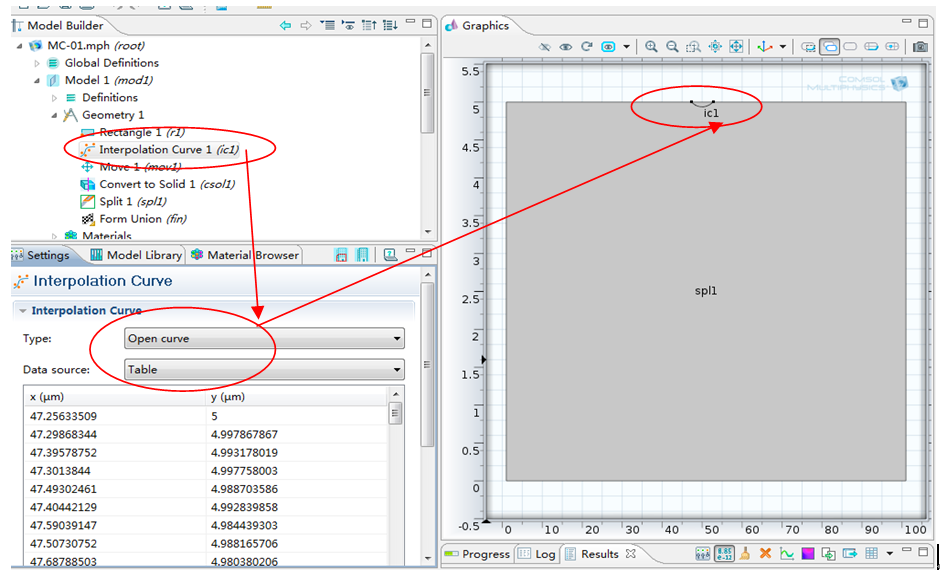 Model Builder
MC-01.mph (root)
Global Definitions
Model 1 (mod1)
Definitions
Geometry 1
Rectangle 1 (r1)
Interpolation Curve 1 (ic1)
Move 1 (mov1)
Convert to Solid 1 (csol1)
Split 1 (spl1)
Form Union (fin)
Materials
Settings
Model Library
Material Browser
Interpolation Curve
Interpolation Curve
Type:
Open curve
Data source:
Table
x (μm) y (μm)
47.25633509 5
47.29868344 4.997867867
47.39578752 4.993178019
47.3013844 4.997758003
47.49302461 4.988703586
47.40442129 4.992839858
47.59039147 4.984439303
47.50730752 4.988165706
47.68788503 4.980380206
Graphics
COMSOL
MULTIPHYSICS
5.5
5
4.5
4
3.5
3
2.5
2
1.5
1
0.5
0
-0.5
ic1
spl1
0 10 20 30 40 50 60 70 80 90 100
Progress
Log
Results
8.85
e-12